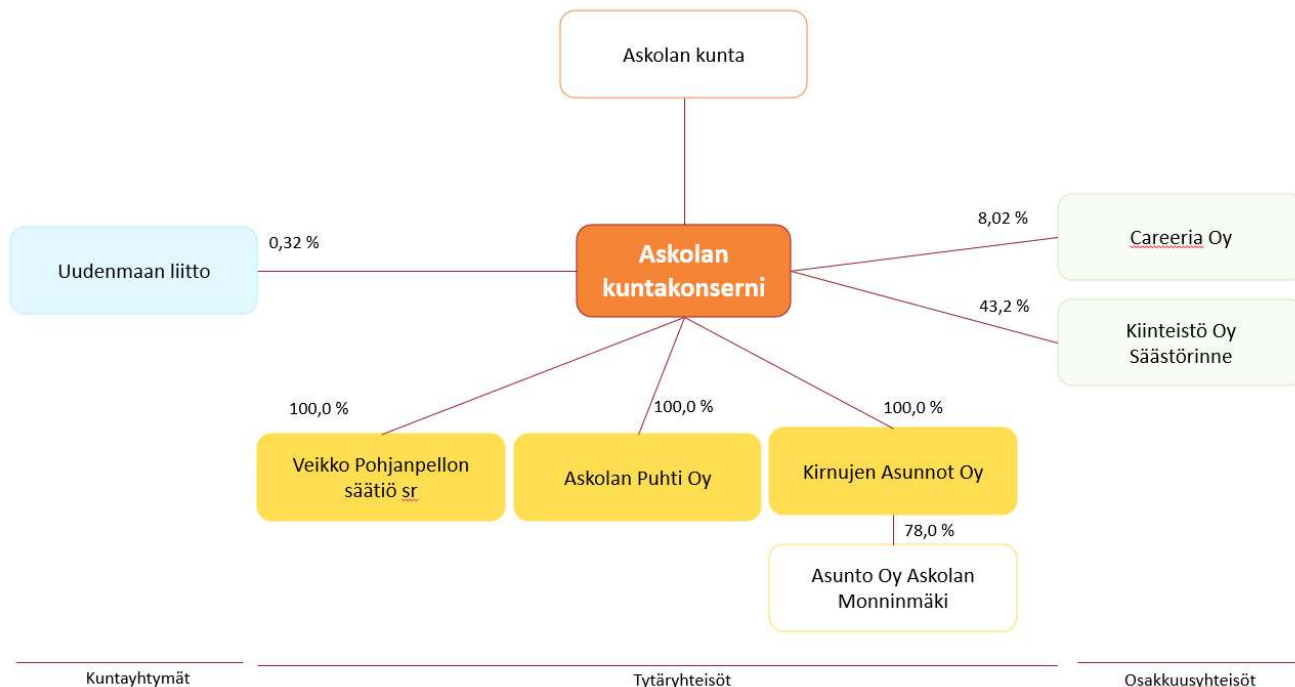 Askolan kunta
8,02 %
Careeria Oy
Uudenmaan liitto
0,32 %
Askolan
kuntakonserni
43,2 %
Kiinteistö Oy
Säästörinne
100,0 %
100,0 %
100,0 %
Veikko Pohjanpellon
säätiö sr
Askolan Puhti Oy
Kirnujen Asunnot Oy
78,0 %
Asunto Oy Askolan
Monninmäki
Kuntayhtymät
Tytäryhteisöt
Osakkuusyhteisöt